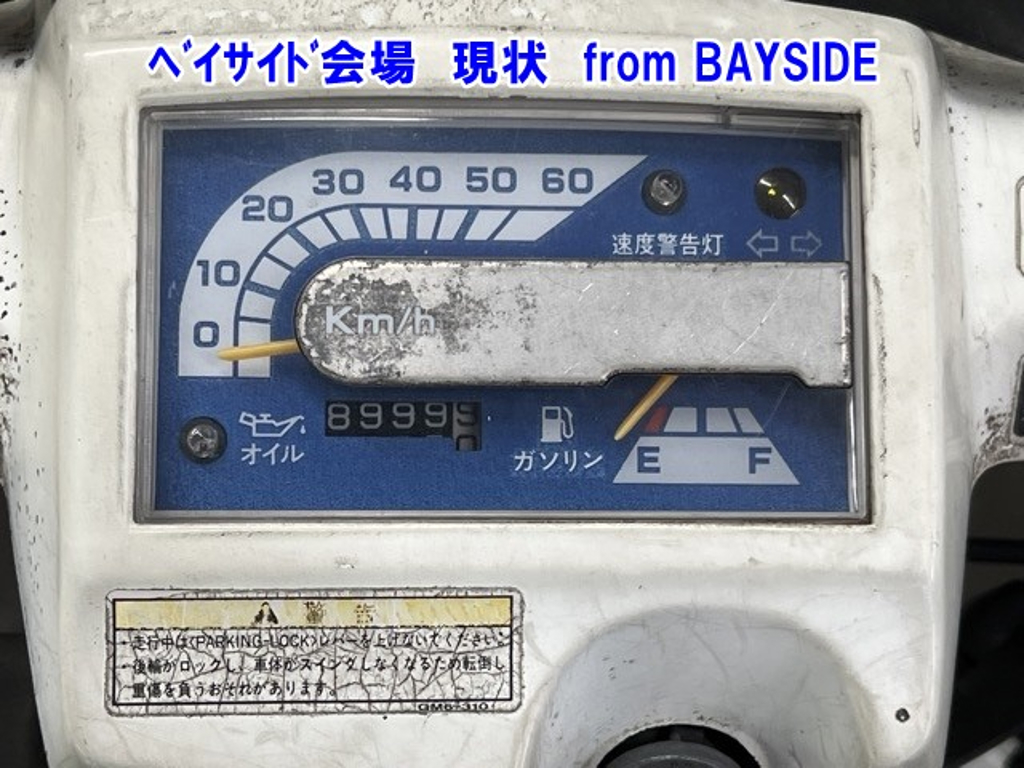 ﾍﾞｲｻｲﾄﾞ会場 現状 from BAYSIDE
0 10 20 30 40 50 60
速度警告灯
Km/h
オイル
8999
ガソリン
E F
警告
・走行中は〈PARKING-LOCK〉レバーを上げないでください。
・後輪がロックし、車体がスイングしなくなるため転倒し
重傷を負うおそれがあります。
GM6-310